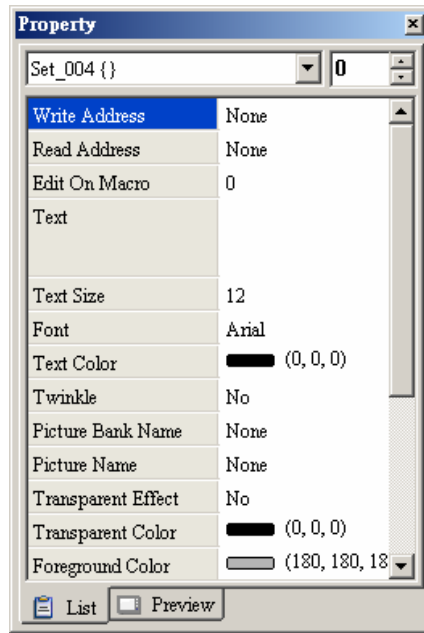 Property
Set_004 {} 0
Write Address None
Read Address None
Edit On Macro 0
Text
Text Size 12
Font Arial
Text Color (0, 0, 0)
Twinkle No
Picture Bank Name None
Picture Name None
Transparent Effect No
Transparent Color (0, 0, 0)
Foreground Color (180, 180, 18
List Preview